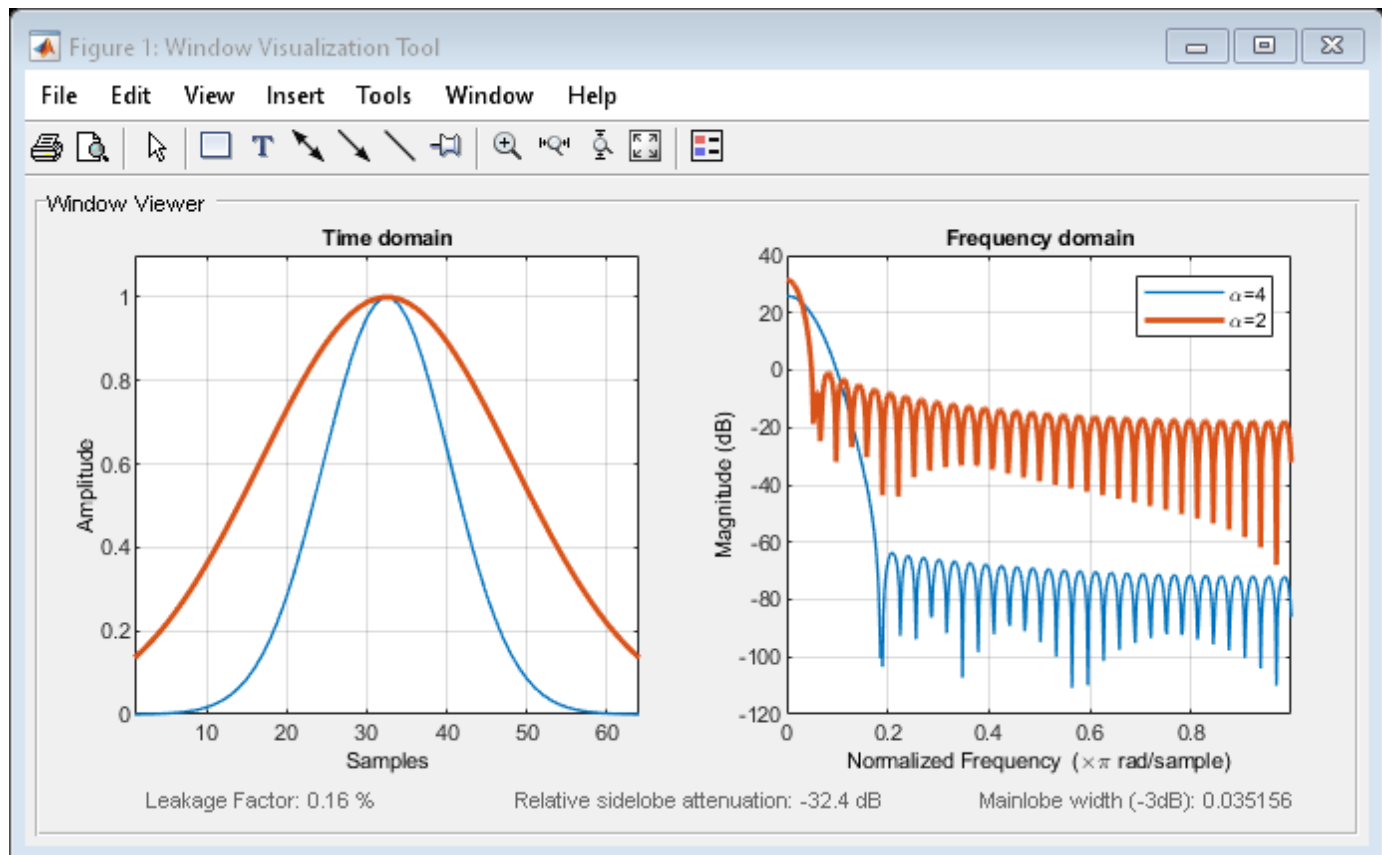 Figure 1: Window Visualization Tool
File Edit View Insert Tools Window Help
T
Window Viewer
Time domain
1
0.8
0.6
0.4
0.2
0
10 20 30 40 50 60
Amplitude
Samples
Frequency domain
40
20
0
-20
-40
-60
-80
-100
-120
0 0.2 0.4 0.6 0.8
Magnitude (dB)
Normalized Frequency (×π rad/sample)
α=4
α=2
Leakage Factor: 0.16 %
Relative sidelobe attenuation: -32.4 dB
Mainlobe width (-3dB): 0.035156